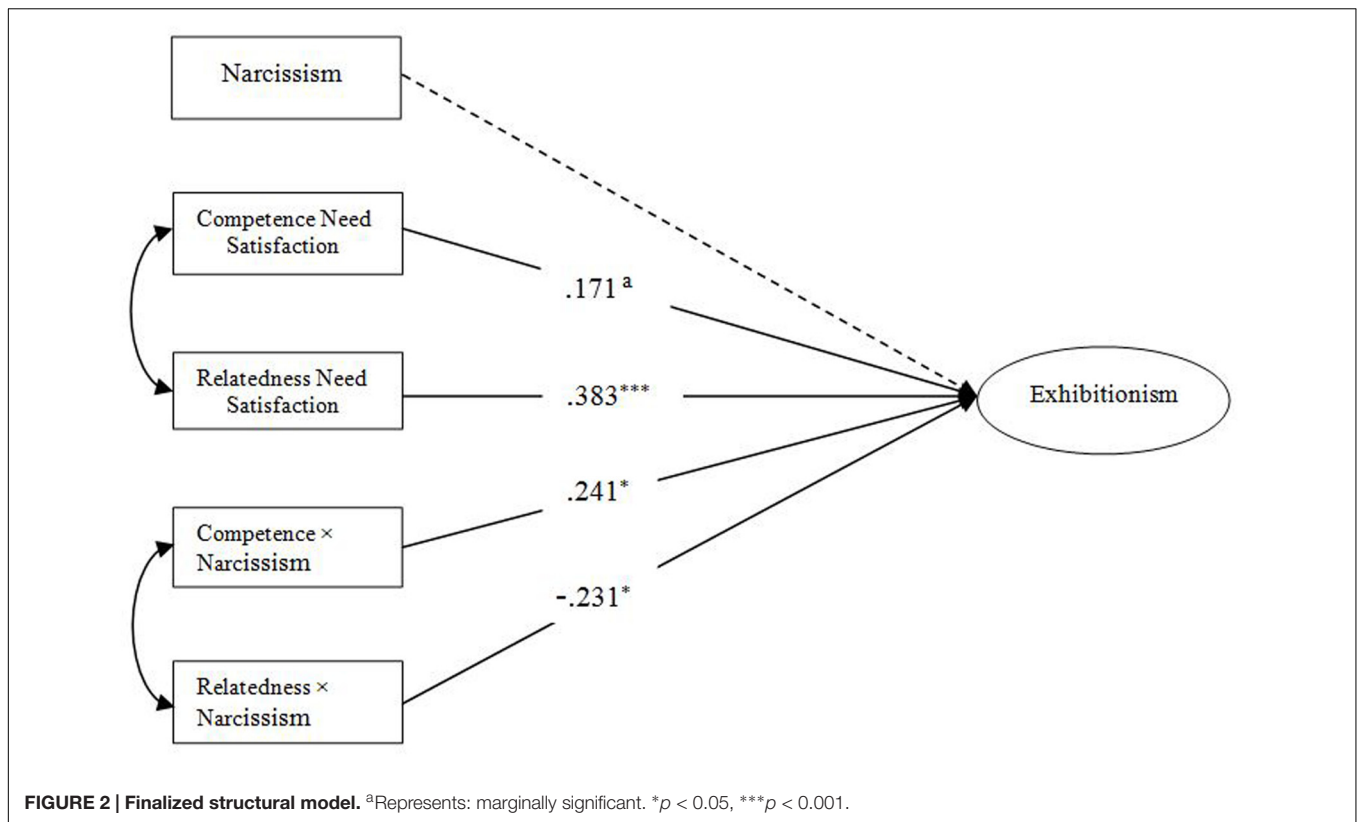 Narcissism
Competence Need
Satisfaction
.171 a
Relatedness Need
Satisfaction
.383***
Exhibitionism
.241*
Competence ×
Narcissism
-.231*
Relatedness ×
Narcissism
FIGURE 2 | Finalized structural model. aRepresents: marginally significant. *p < 0.05, ***p < 0.001.